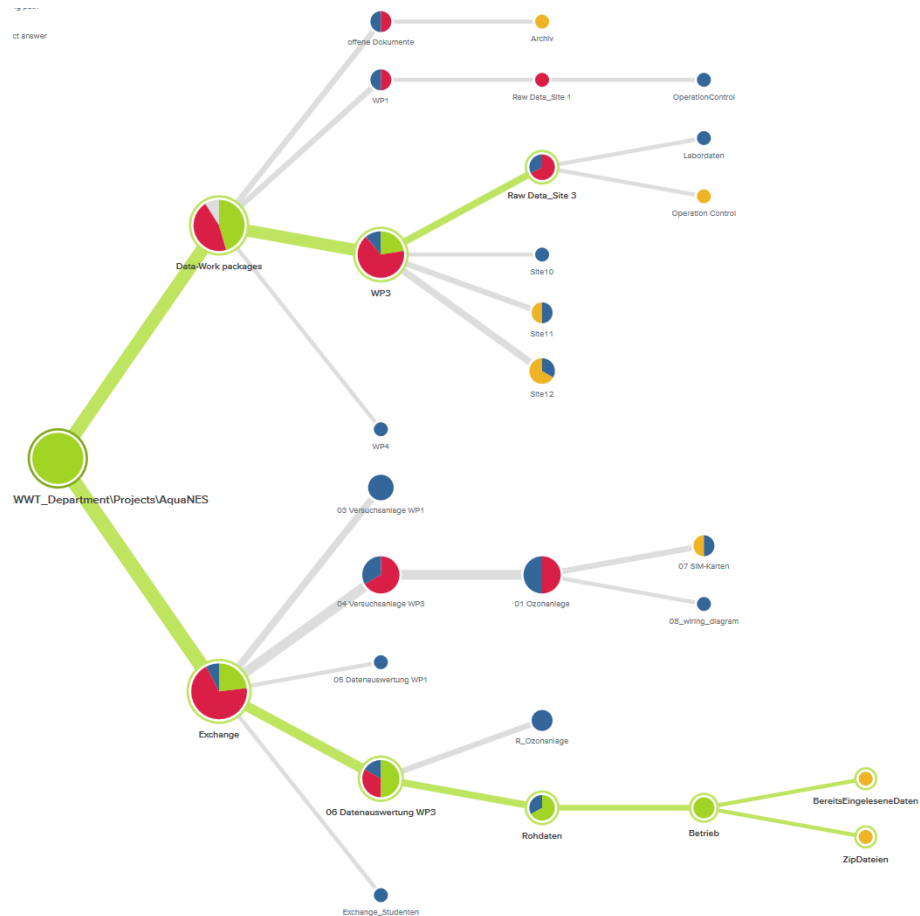 ct answer
offene Dokumente
Archiv
WP1
Raw Data_Site 1
OperationControl
Labordaten
Raw Data_Site 3
Operation Control
Data-Work packages
WP3
Site10
Site11
Site12
WP4
WWT_Department\Projects\AquaNES
03 Versuchsanlage WP1
04 Versuchsanlage WP3
01 Ozonanlage
07 SIM-Karten
08_wiring_diagram
05 Datenauswertung WP1
Exchange
R_Ozonanlage
06 Datenauswertung WP3
Rohdaten
Betrieb
BereitsEingeleseneDaten
ZipDateien
Exchange_Studenten